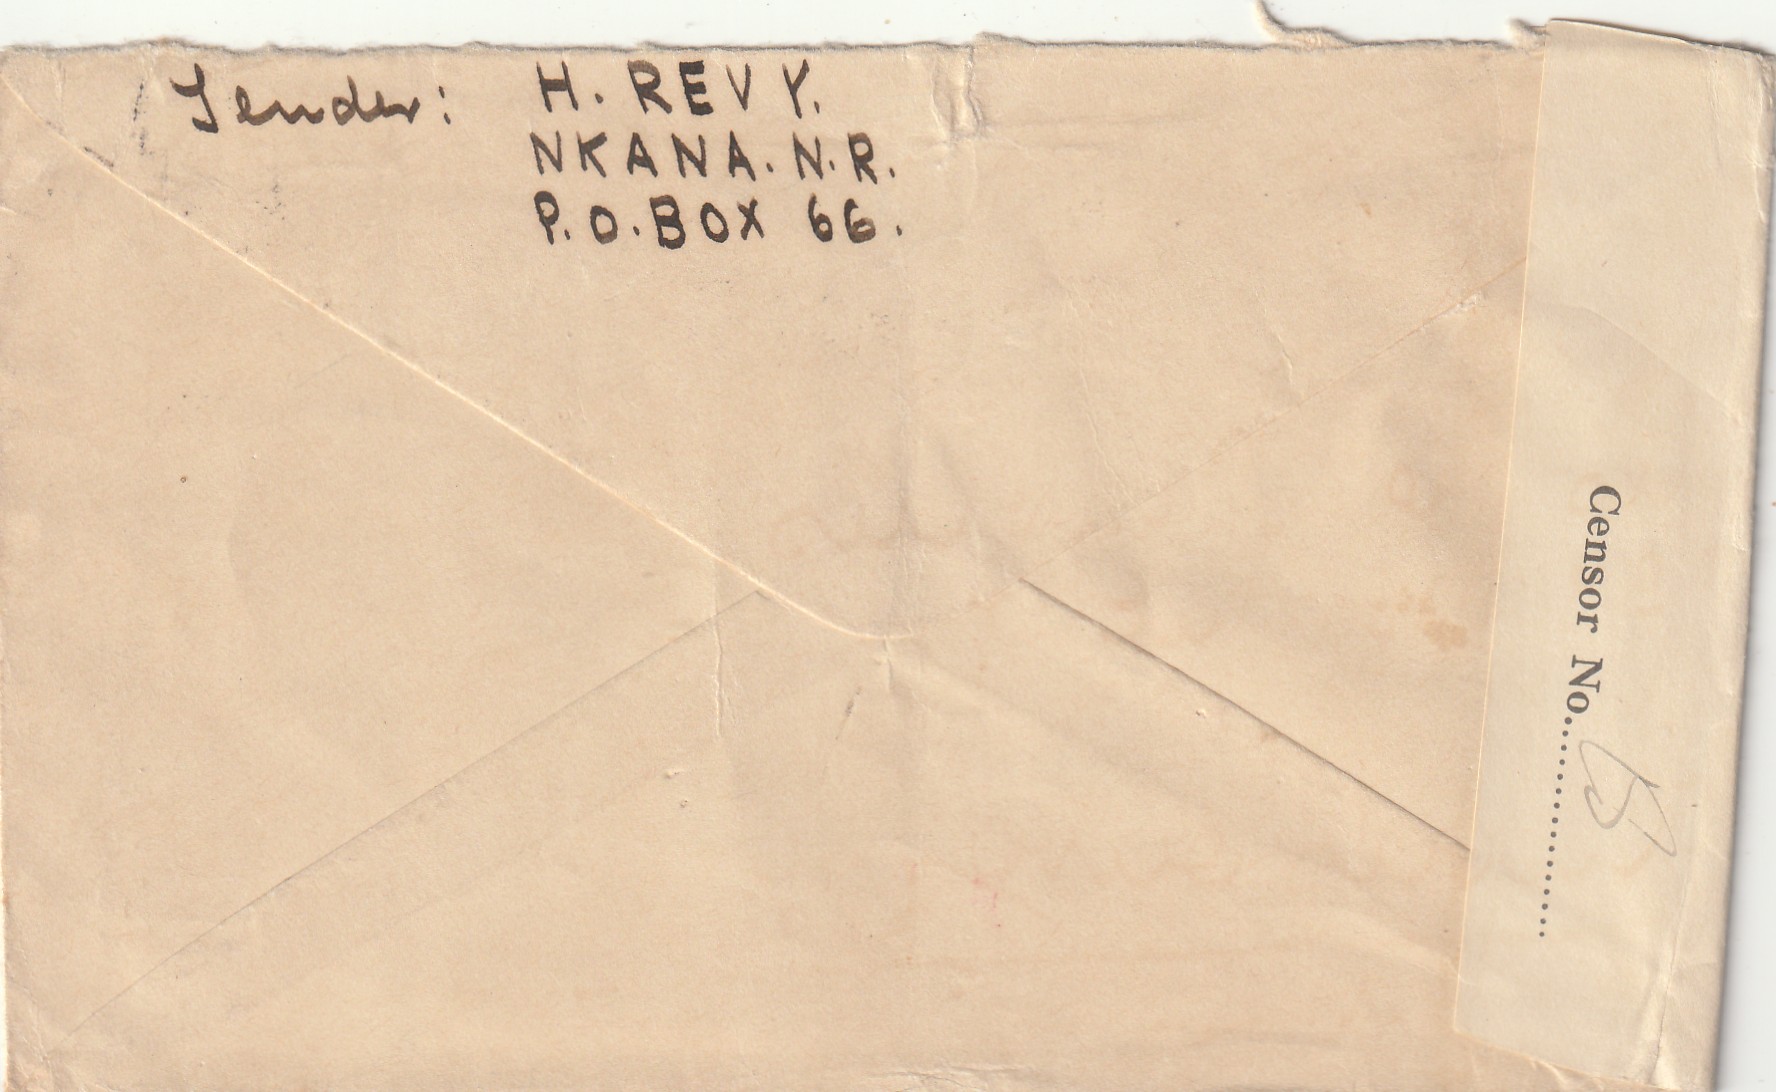 Sender: H. REVY.
NKANA. N.R.
P.O. BOX 66.
Censor No.....................